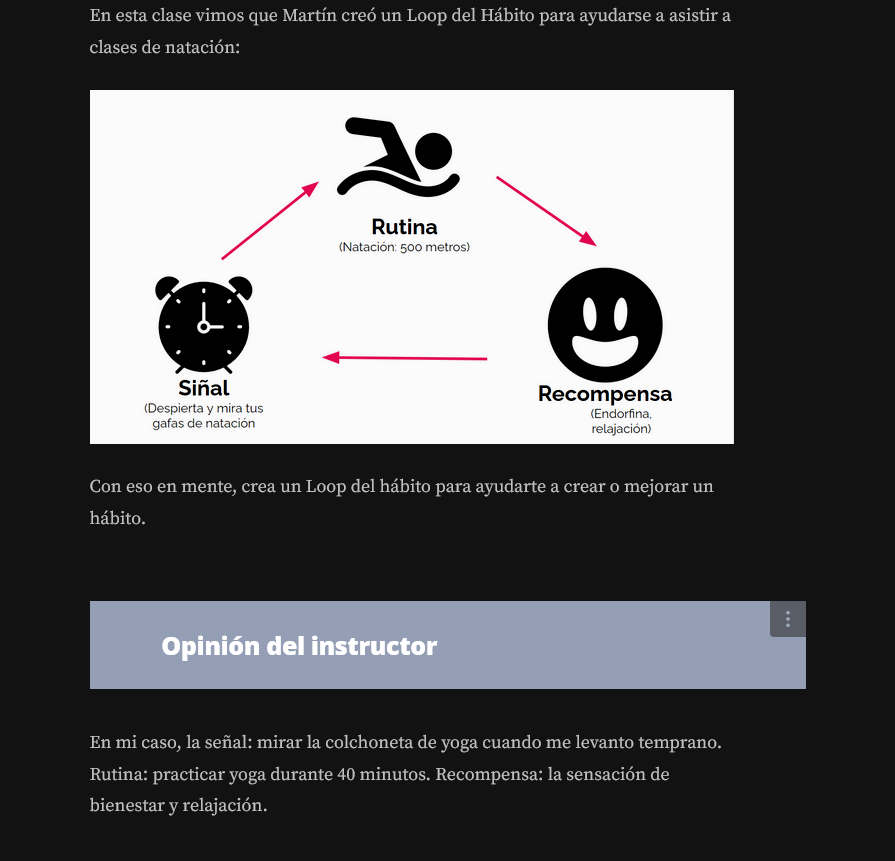 En esta clase vimos que Martín creó un Loop del Hábito para ayudarse a asistir a
clases de natación:
Rutina
(Natación: 500 metros)
Siñal
(Despierta y mira tus
gafas de natación
Recompensa
(Endorfina,
relajación)
Con eso en mente, crea un Loop del hábito para ayudarte a crear o mejorar un
hábito.
Opinión del instructor
En mi caso, la señal: mirar la colchoneta de yoga cuando me levanto temprano.
Rutina: practicar yoga durante 40 minutos. Recompensa: la sensación de
bienestar y relajación.